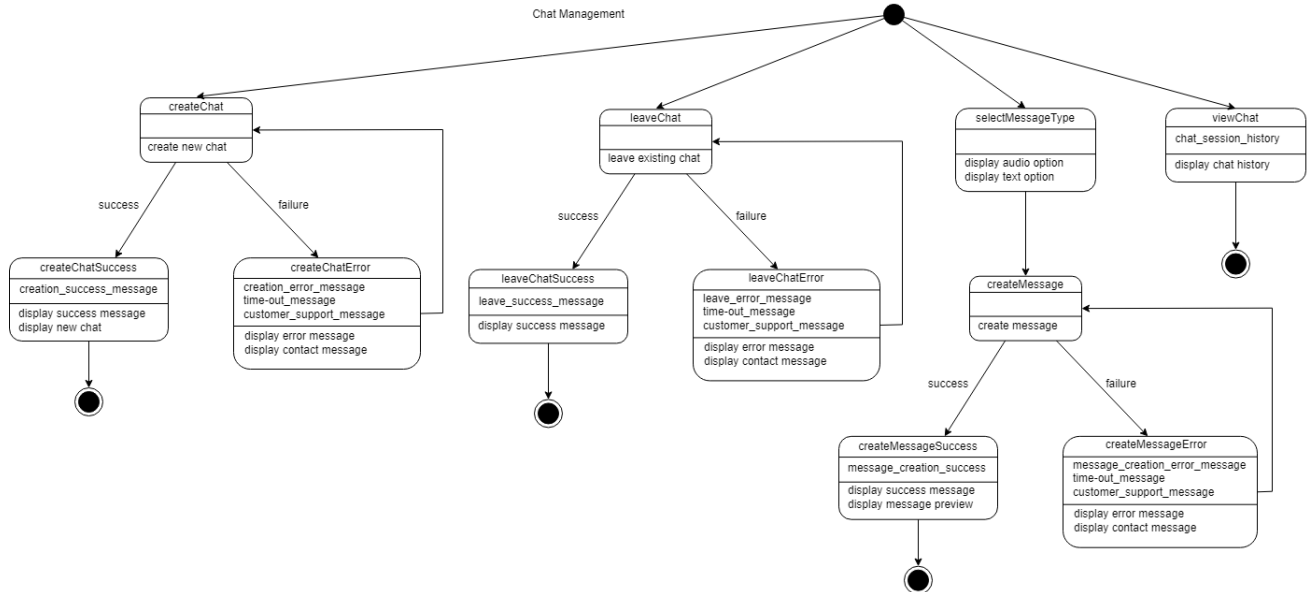 Chat Management
createChat
create new chat
success
failure
createChatSuccess
creation_success_message
display success message
display new chat
createChatError
creation_error_message
time-out_message
customer_support_message
display error message
display contact message
leaveChat
leave existing chat
success
failure
leaveChatSuccess
leave_success_message
display success message
leaveChatError
leave_error_message
time-out_message
customer_support_message
display error message
display contact message
selectMessageType
display audio option
display text option
createMessage
create message
success
failure
createMessageSuccess
message_creation_success
display success message
display message preview
createMessageError
message_creation_error_message
time-out_message
customer_support_message
display error message
display contact message
viewChat
chat_session_history
display chat history